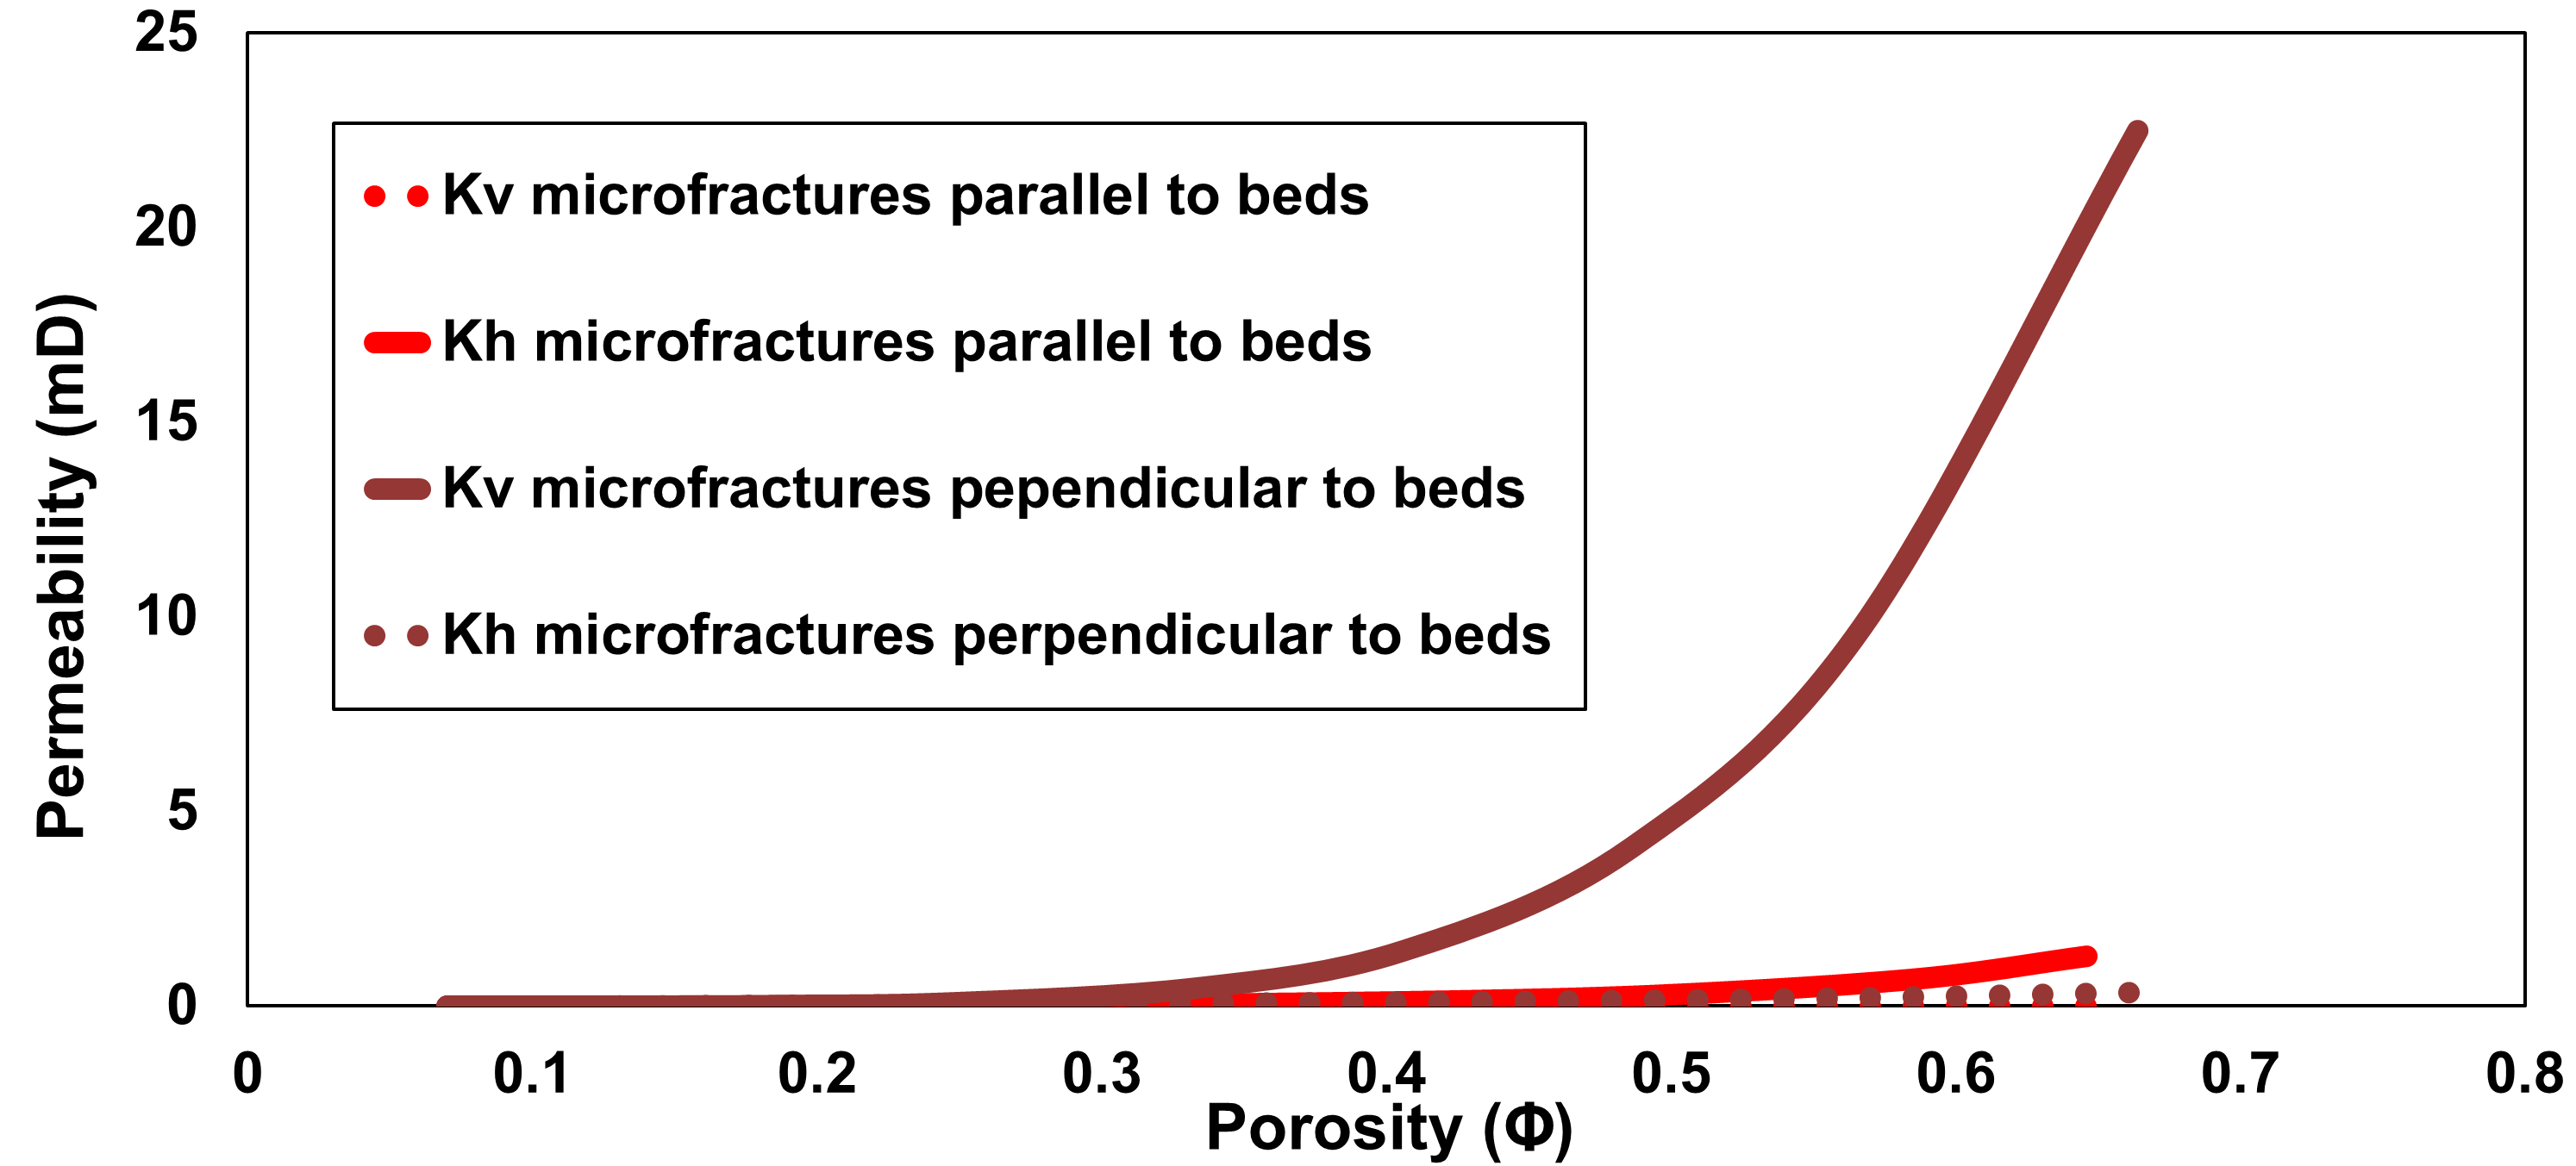 25
20
15
10
5
0
Permeability (mD)
Kv microfractures parallel to beds
Kh microfractures parallel to beds
Kv microfractures pependicular to beds
Kh microfractures perpendicular to beds
0 0.1 0.2 0.3 0.4 0.5 0.6 0.7 0.8
Porosity (Φ)